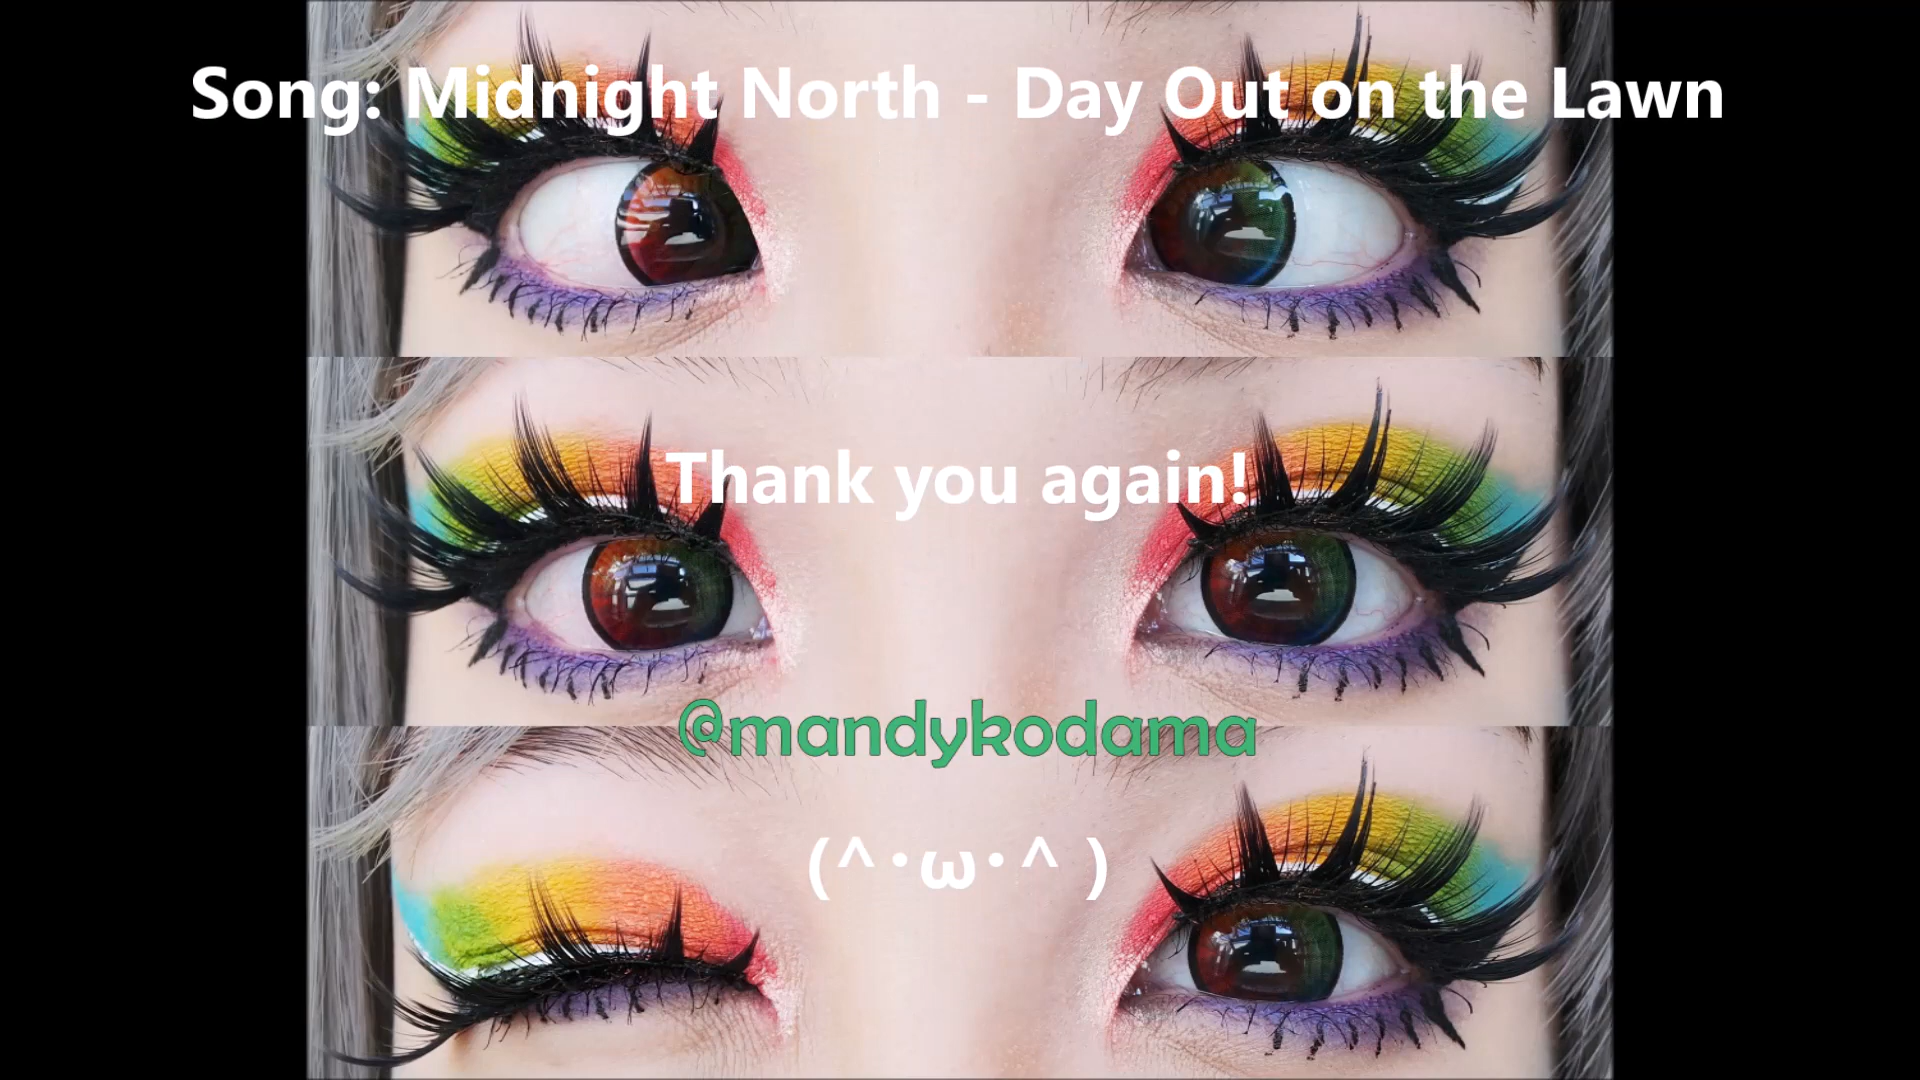 Song: Midnight North - Day Out on the Lawn
Thank you again!
@mandykodama
(^・ω・^ )